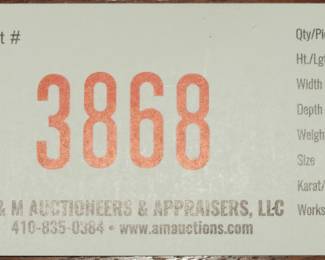 t #
3868
& M AUCTIONEERS & APPRAISERS, LLC
410-835-0384 • www.amauctions.com
Qty/Pi
Ht./Lgt
Width
Depth
Weigh
Size
Karat/
Works